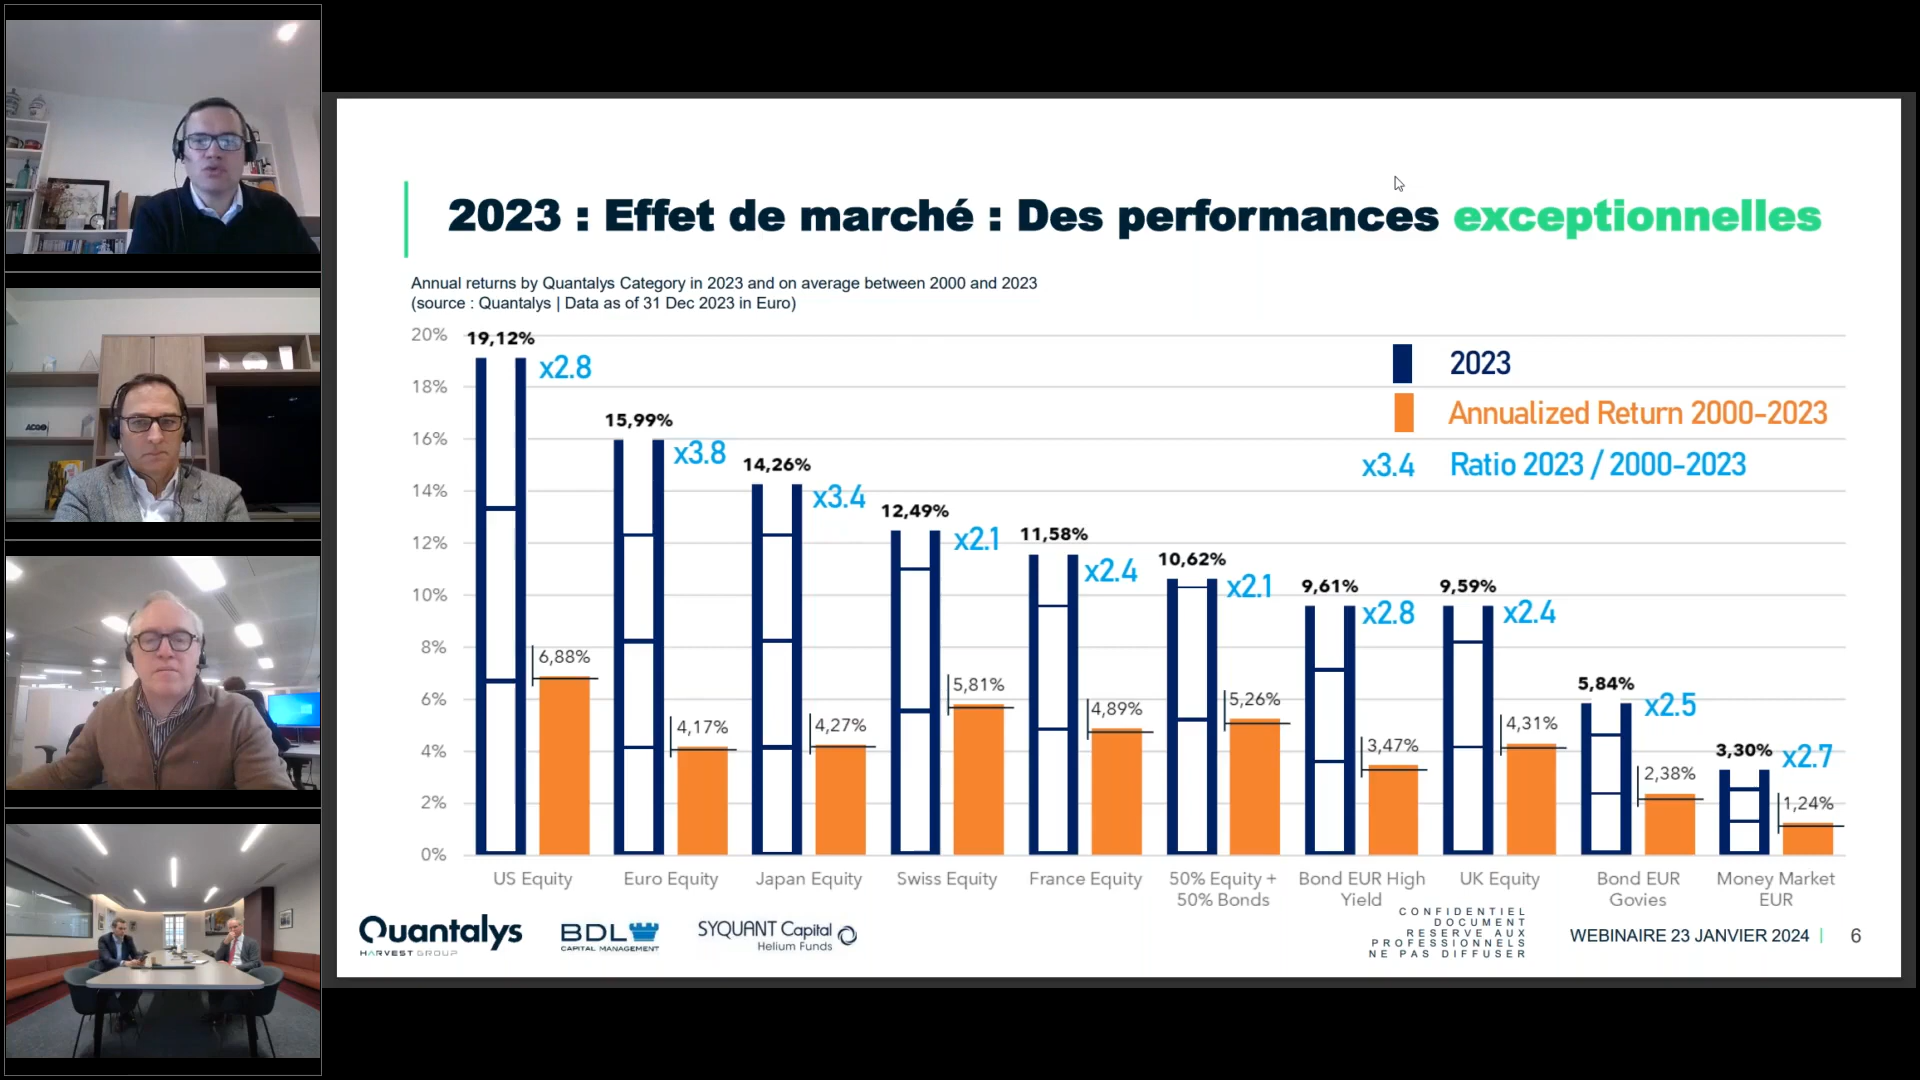 2023 : Effet de marché : Des performances exceptionnelles
Annual returns by Quantalys Category in 2023 and on average between 2000 and 2023
(source : Quantalys | Data as of 31 Dec 2023 in Euro)
20%
18%
16%
14%
12%
10%
8%
6%
4%
2%
0%
2023
Annualized Return 2000-2023
x3.4 Ratio 2023 / 2000-2023
19,12%
x2.8
6,88%
15,99%
x3.8
4,17%
14,26%
x3.4
4,27%
12,49%
x2.1
5,81%
11,58%
x2.4
4,89%
10,62%
x2.1
5,26%
9,61%
x2.8
3,47%
9,59%
x2.4
4,31%
5,84%
x2.5
2,38%
3,30%
x2.7
1,24%
US Equity
Euro Equity
Japan Equity
Swiss Equity
France Equity
50% Equity +
50% Bonds
Bond EUR High
Yield
UK Equity
Bond EUR
Govies
Money Market
EUR
Quantalys
HARVEST GROUP
BDL
CAPITAL MANAGEMENT
SYQUANT Capital
Helium Funds
CONFIDENTIEL
DOCUMENT
RESERVE AUX
PROFESSIONNELS
NE PAS DIFFUSER
WEBINAIRE 23 JANVIER 2024 | 6